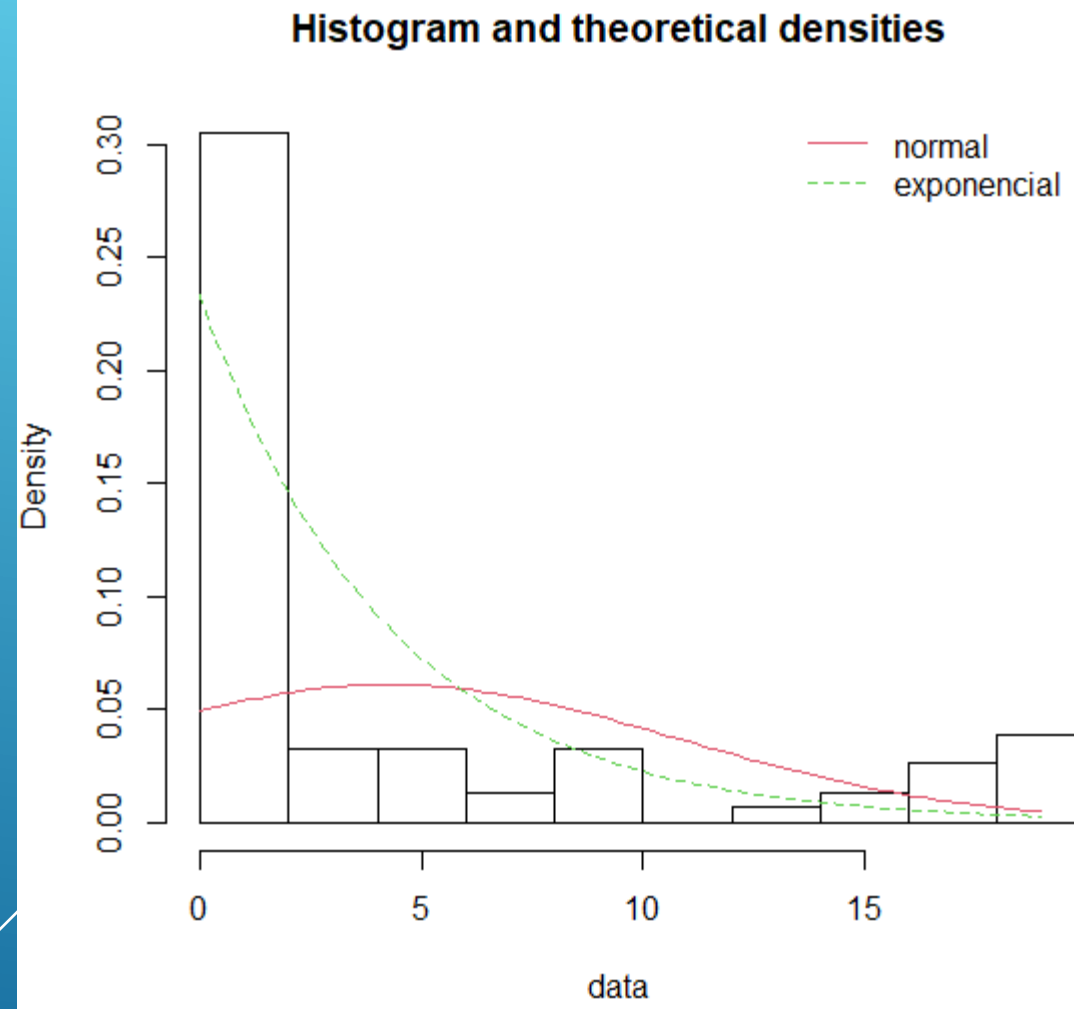 Histogram and theoretical densities
normal
exponencial
Density
0.00 0.05 0.10 0.15 0.20 0.25 0.30
0 5 10 15
data